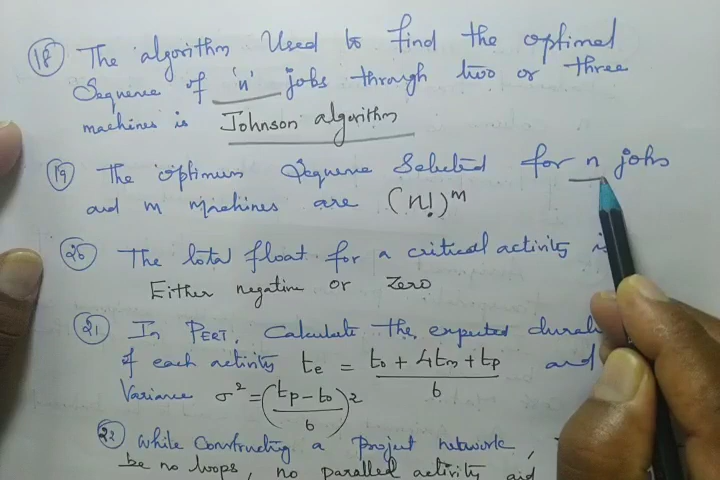 18 The algorithm Used to find the optimal
Sequence of 'n' jobs through two or three
machines is Johnson algorithm
19 The optimum Sequence Selected for n jobs
and m machines are (n!)^m
20 The total float for a critical activity is
Either negative or zero
21 In PERT, Calculate the expected
of each activity te = to + 4tm + tp / 6 and
Variance σ² = (tp - to / 6)²
22 While Constructing a project network,
be no loops, no parallel activity and